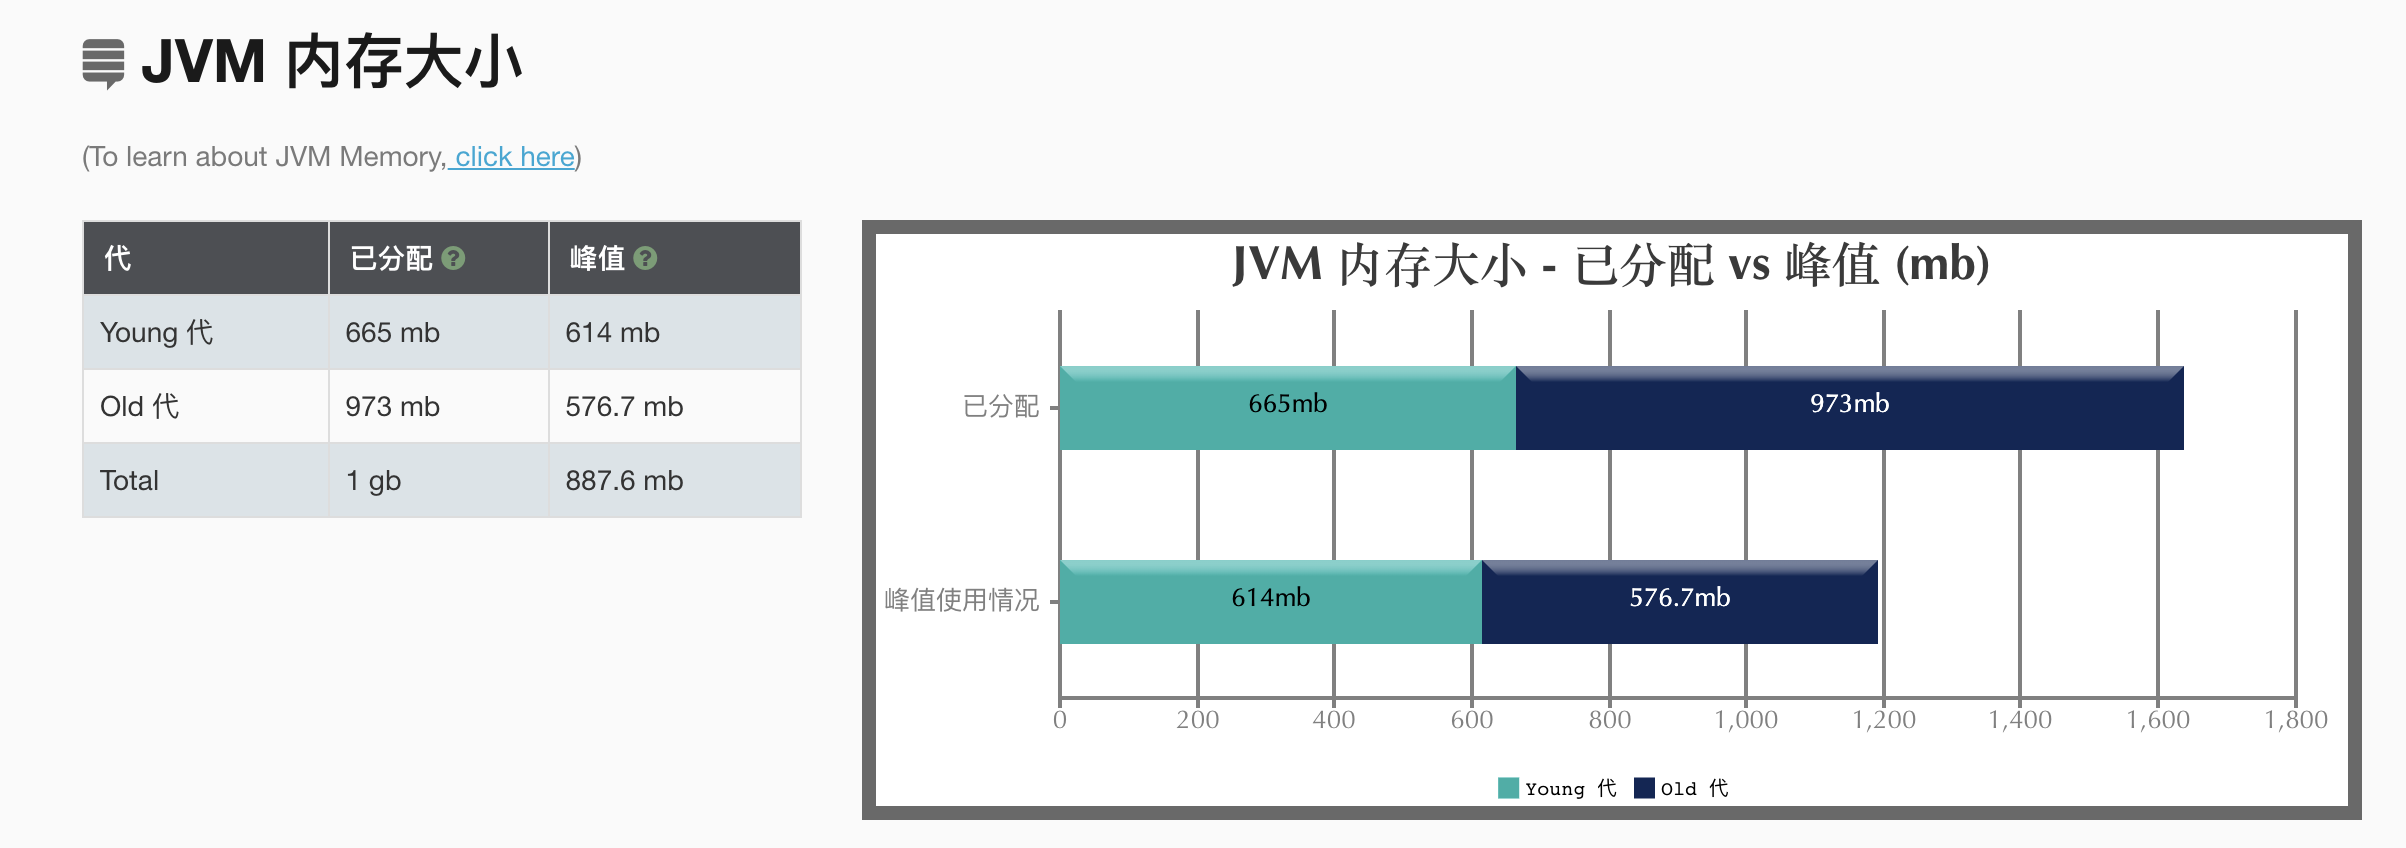 JVM 内存大小
(To learn about JVM Memory, click here)
代 已分配 ? 峰值 ?
Young 代 665 mb 614 mb
Old 代 973 mb 576.7 mb
Total 1 gb 887.6 mb
JVM 内存大小 - 已分配 vs 峰值 (mb)
已分配 665mb 973mb
峰值使用情况 614mb 576.7mb
0 200 400 600 800 1,000 1,200 1,400 1,600 1,800
Young 代 Old 代